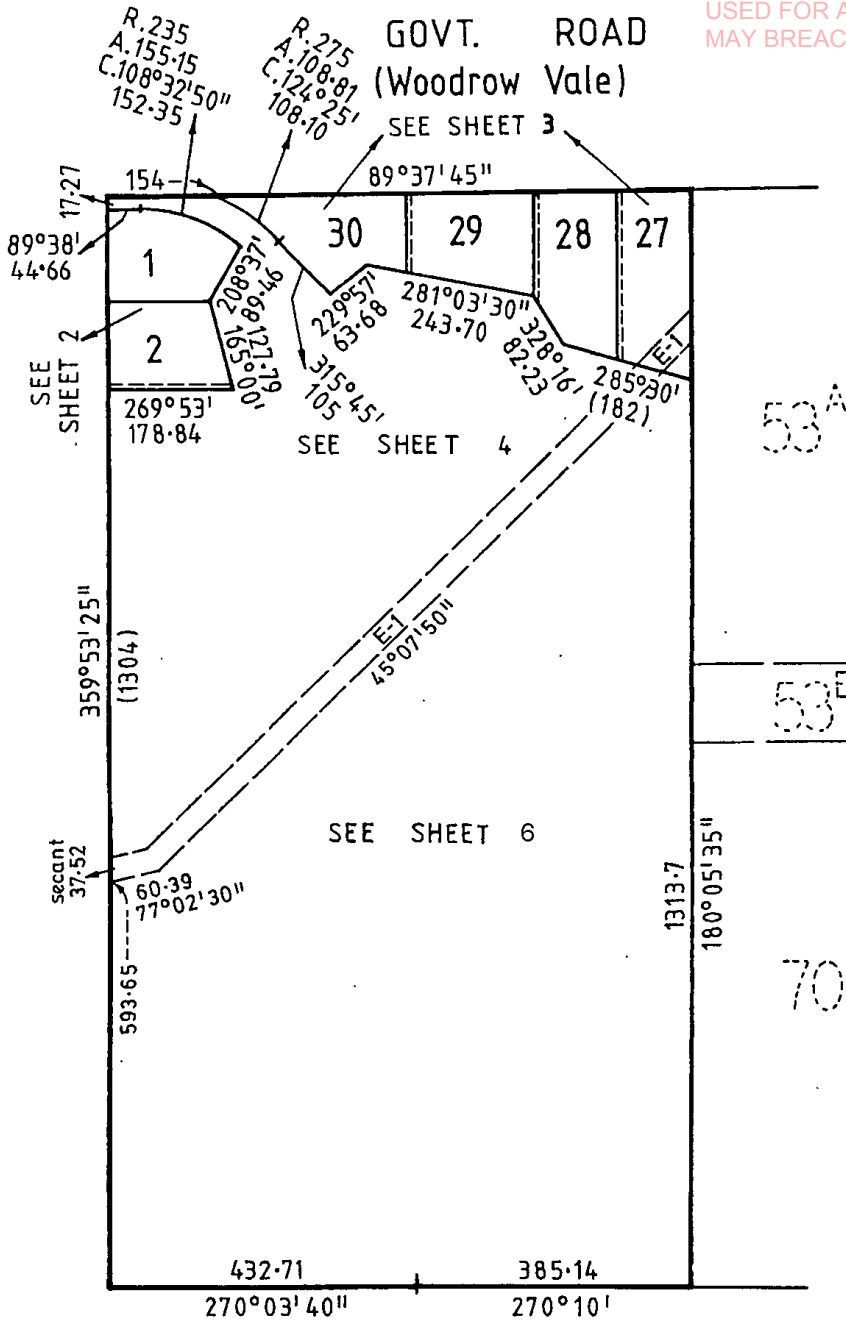 USED FOR A
MAY BREAC
R.235
A.155·15
C.108°32'50"
152·35
R.275
A.108·81
C.124°25'
108·10
GOVT. ROAD
(Woodrow Vale)
SEE SHEET 3
17·27
154
89°37'45"
89°38'
44·66
1
30
29
28
27
208°37'
89·46
229°57'
63·68
281°03'30"
243·70
328°16'
82·23
E-1
285°30'
(182)
2
127·79
165°00'
315°45'
105
SEE
SHEET 2
269°53'
178·84
SEE SHEET 4
53A
359°53'25"
(1304)
E-1
45°07'50"
53
SEE SHEET 6
secant
37·52
60·39
77°02'30"
593·65
1313·7
180°05'35"
70
432·71
385·14
270°03'40"
270°10'